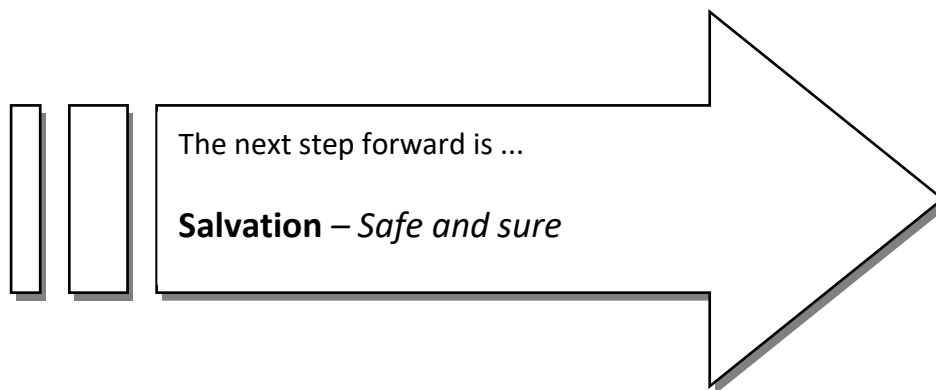 The next step forward is ...
Salvation – Safe and sure